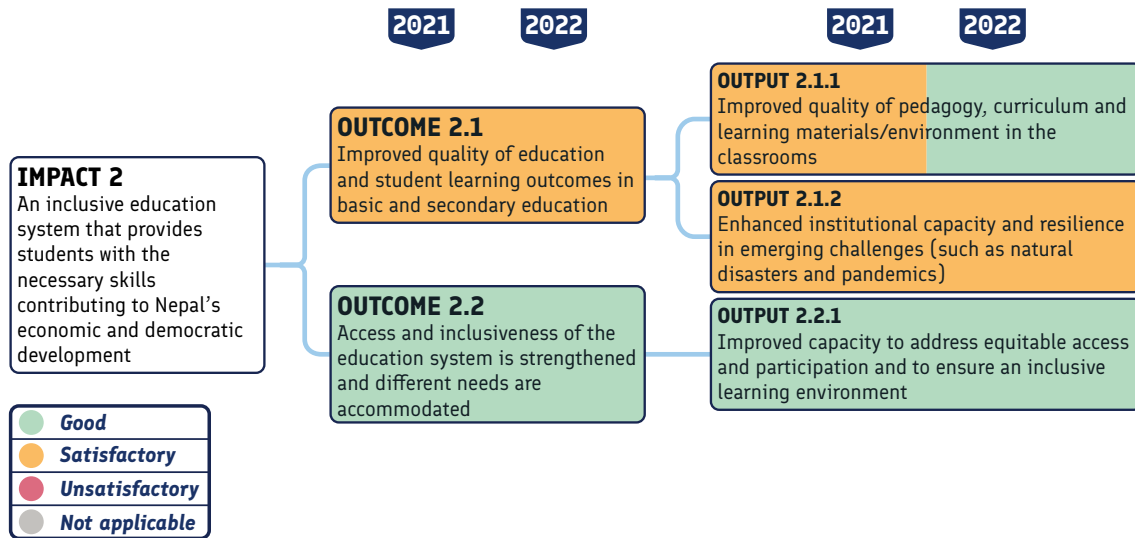 2021
2022
2021
2022
IMPACT 2
An inclusive education
system that provides
students with the
necessary skills
contributing to Nepal's
economic and democratic
development
OUTCOME 2.1
Improved quality of education
and student learning outcomes in
basic and secondary education
OUTCOME 2.2
Access and inclusiveness of the
education system is strengthened
and different needs are
accommodated
OUTPUT 2.1.1
Improved quality of pedagogy, curriculum and
learning materials/environment in the
classrooms
OUTPUT 2.1.2
Enhanced institutional capacity and resilience
in emerging challenges (such as natural
disasters and pandemics)
OUTPUT 2.2.1
Improved capacity to address equitable access
and participation and to ensure an inclusive
learning environment
Good
Satisfactory
Unsatisfactory
Not applicable